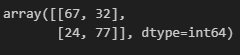 array([[67, 32],
       [24, 77]], dtype=int64)